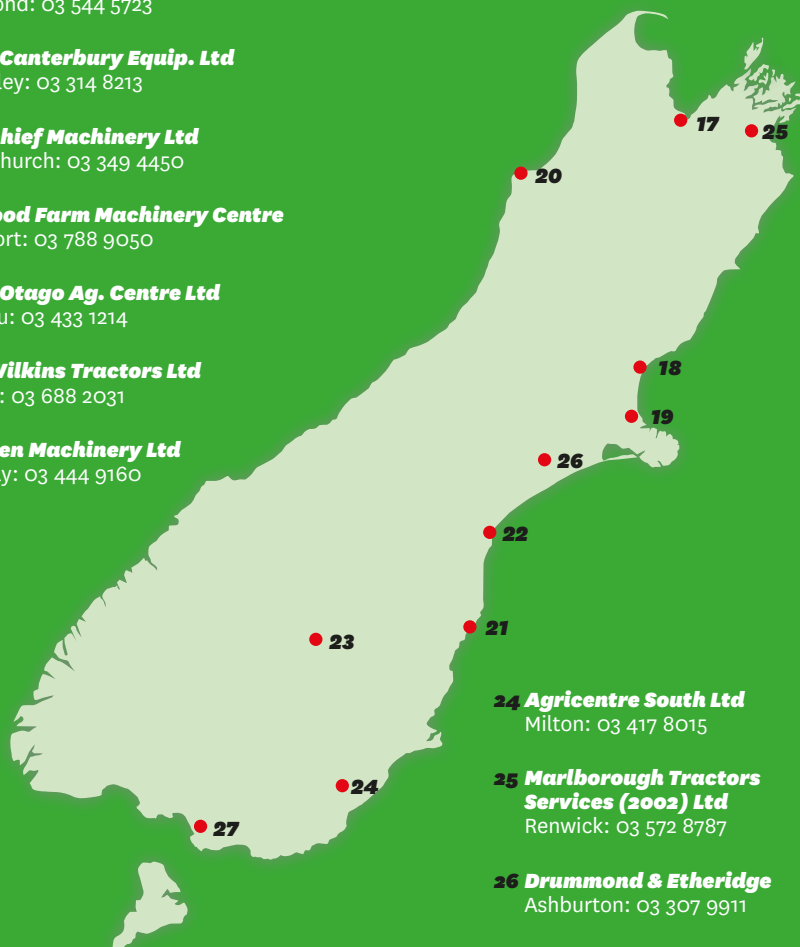 ond: 03 544 5723
Canterbury Equip. Ltd
ley: 03 314 8213
hief Machinery Ltd
hurch: 03 349 4450
ood Farm Machinery Centre
ort: 03 788 9050
Otago Ag. Centre Ltd
u: 03 433 1214
Wilkins Tractors Ltd
: 03 688 2031
en Machinery Ltd
y: 03 444 9160
17
25
20
18
19
26
22
21
23
24
27
24 Agricentre South Ltd
Milton: 03 417 8015
25 Marlborough Tractors
Services (2002) Ltd
Renwick: 03 572 8787
26 Drummond & Etheridge
Ashburton: 03 307 9911